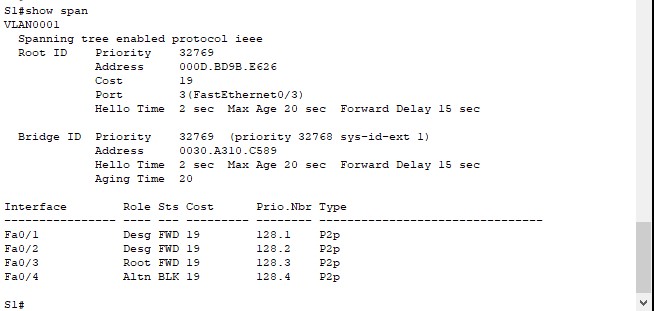 S1#show span
VLAN0001
  Spanning tree enabled protocol ieee
  Root ID    Priority    32769
             Address     000D.BD9B.E626
             Cost        19
             Port        3(FastEthernet0/3)
             Hello Time  2 sec  Max Age 20 sec  Forward Delay 15 sec

  Bridge ID  Priority    32769  (priority 32768 sys-id-ext 1)
             Address     0030.A310.C589
             Hello Time  2 sec  Max Age 20 sec  Forward Delay 15 sec
             Aging Time  20

Interface        Role Sts Cost      Prio.Nbr Type
---------------- ---- --- --------- -------- --------------------------------
Fa0/1            Desg FWD 19        128.1    P2p
Fa0/2            Desg FWD 19        128.2    P2p
Fa0/3            Root FWD 19        128.3    P2p
Fa0/4            Altn BLK 19        128.4    P2p

S1#